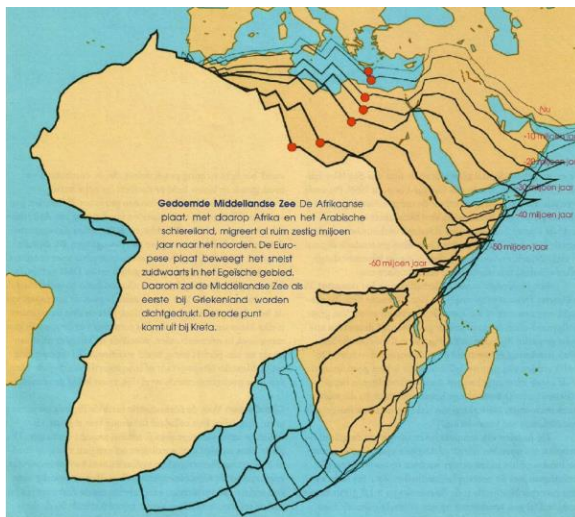 Nu
-10 miljoen jaar
-20 miljoen jaar
-30 miljoen jaar
-40 miljoen jaar
-50 miljoen jaar
-60 miljoen jaar
Gedoemde Middellandse Zee De Afrikaanse
plaat, met daarop Afrika en het Arabische
schiereiland, migreert al ruim zestig miljoen
jaar naar het noorden. De Euro-
pese plaat beweegt het snelst
zuidwaarts in het Egeïsche gebied.
Daarom zal de Middellandse Zee als
eerste bij Griekenland worden
dichtgedrukt. De rode punt
komt uit bij Kreta.